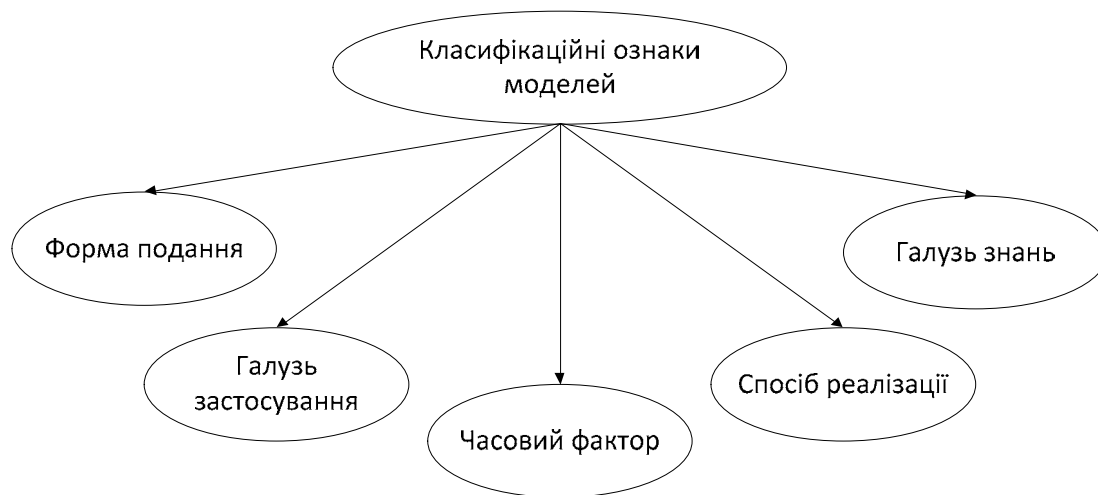 Класифікаційні ознаки
моделей
Форма подання
Галузь знань
Галузь
застосування
Спосіб реалізації
Часовий фактор